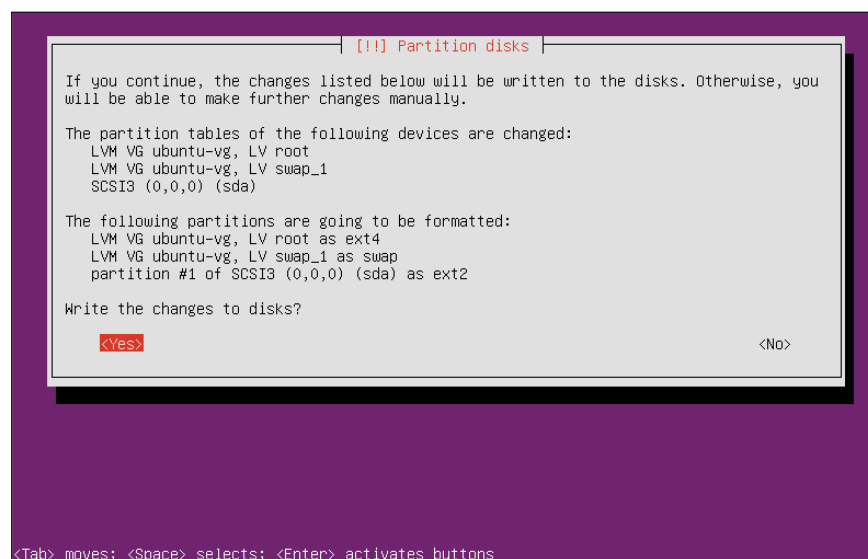 [!!] Partition disks
If you continue, the changes listed below will be written to the disks. Otherwise, you
will be able to make further changes manually.
The partition tables of the following devices are changed:
LVM VG ubuntu-vg, LV root
LVM VG ubuntu-vg, LV swap_1
SCSI3 (0,0,0) (sda)
The following partitions are going to be formatted:
LVM VG ubuntu-vg, LV root as ext4
LVM VG ubuntu-vg, LV swap_1 as swap
partition #1 of SCSI3 (0,0,0) (sda) as ext2
Write the changes to disks?
<Yes> <No>
<Tab> moves; <Space> selects; <Enter> activates buttons